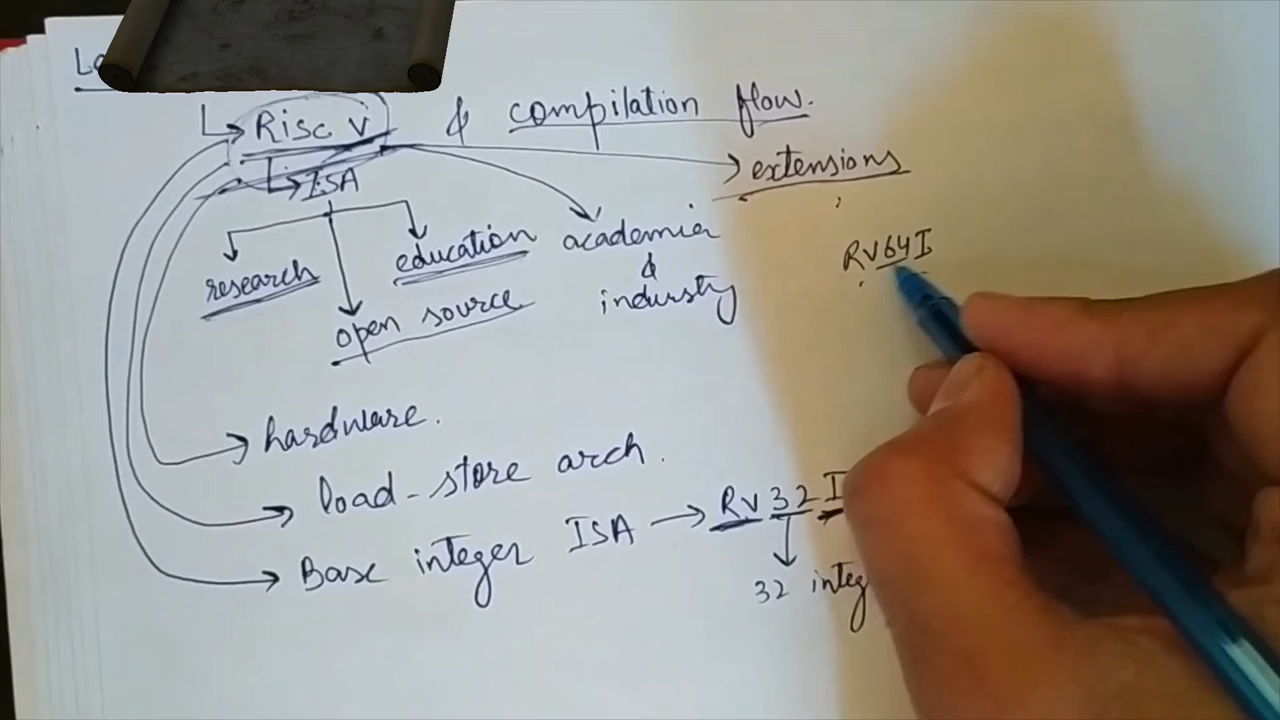 Risc V & compilation flow.
ISA
extensions
research
education
open source
academia
&
industry
RV64I
hardware.
load-store arch.
Base integer ISA → RV32I
32